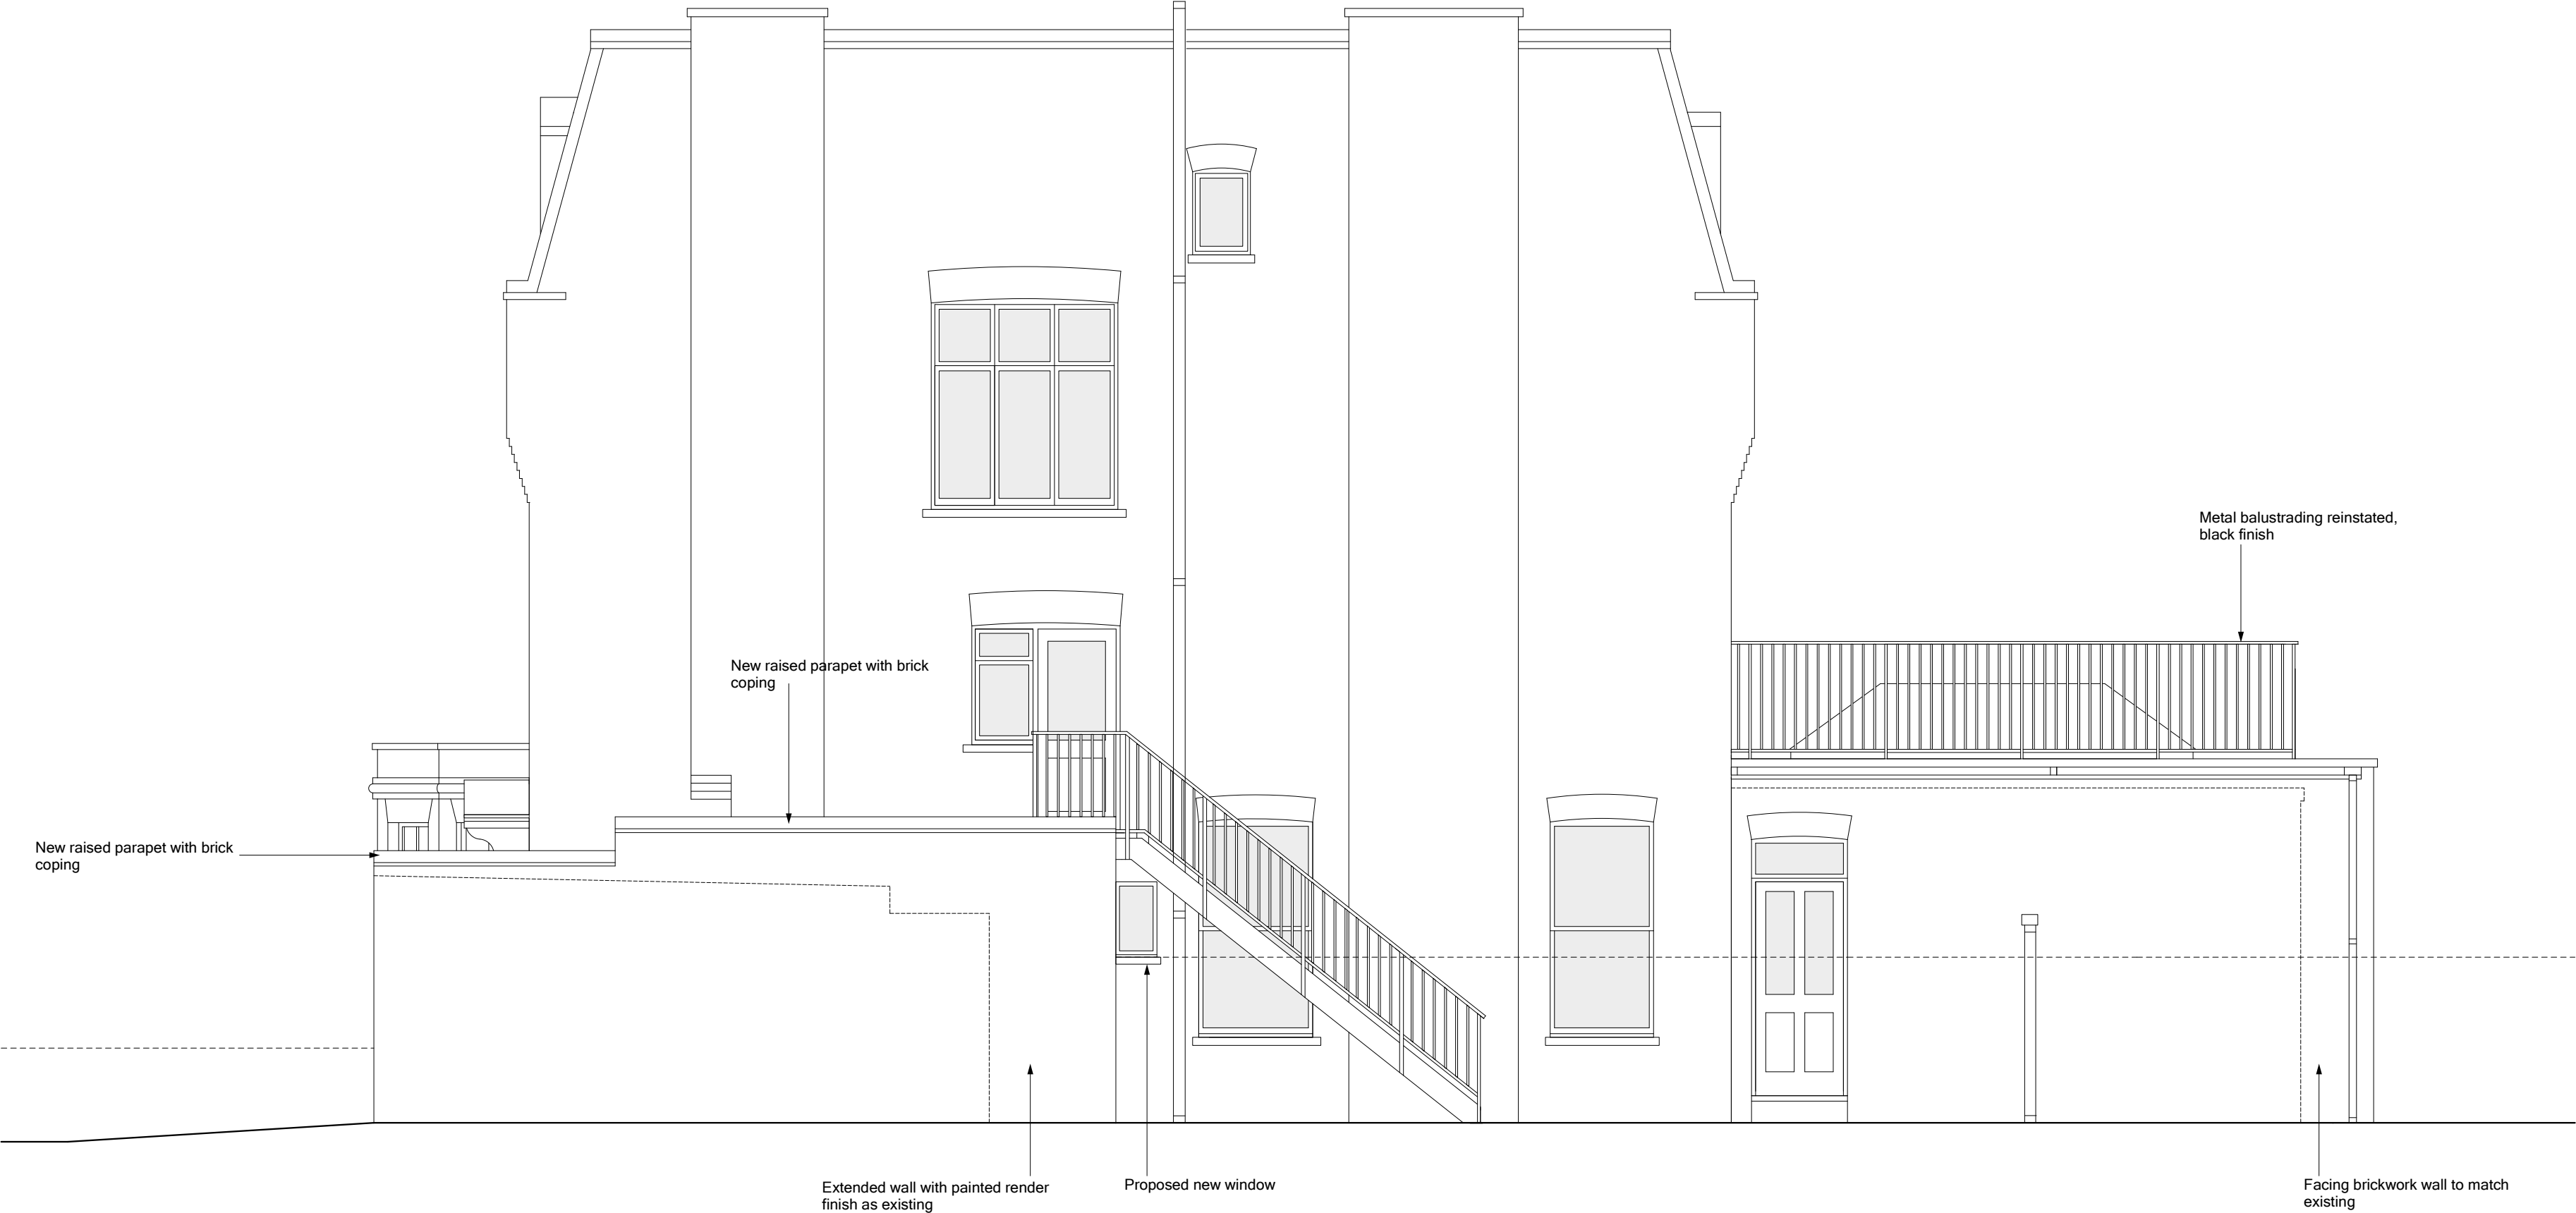 Metal balustrading reinstated,
black finish
New raised parapet with brick
coping
New raised parapet with brick
coping
Extended wall with painted render
finish as existing
Proposed new window
Facing brickwork wall to match
existing